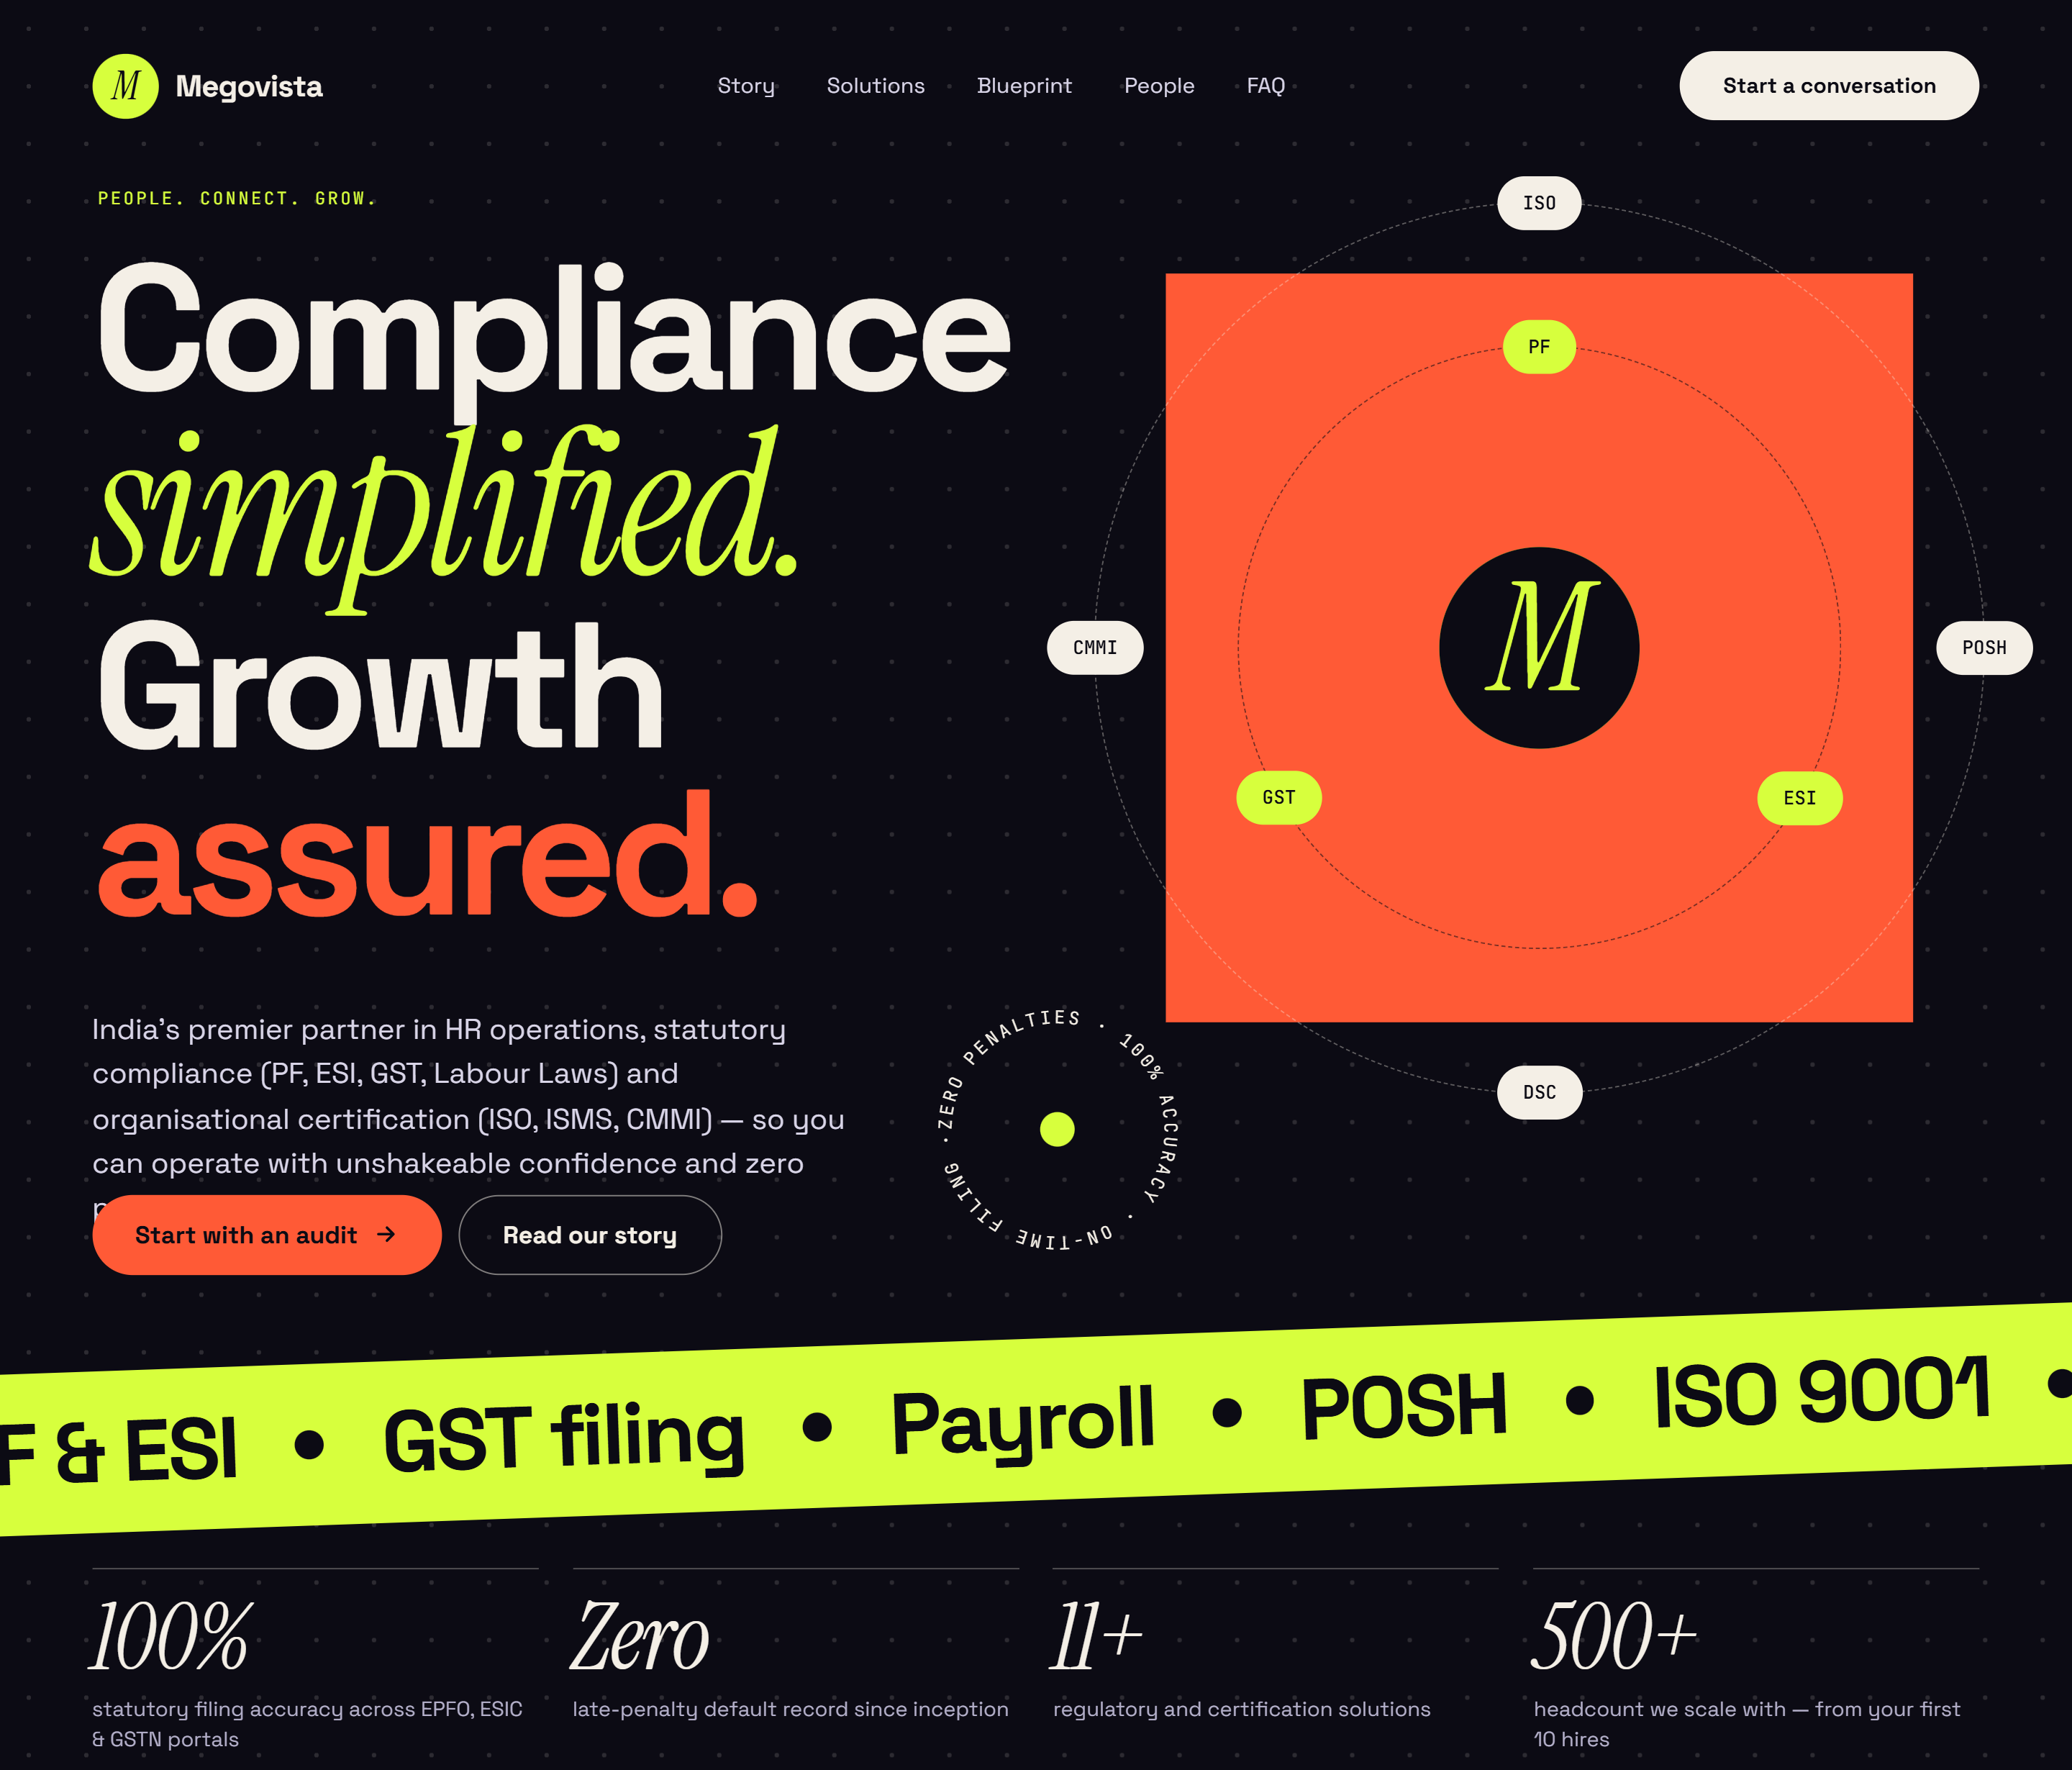 M Megovista
Story Solutions Blueprint People FAQ
Start a conversation
PEOPLE. CONNECT. GROW.
Compliance
simplified.
Growth
assured.
India's premier partner in HR operations, statutory
compliance (PF, ESI, GST, Labour Laws) and
organisational certification (ISO, ISMS, CMMI) — so you
can operate with unshakeable confidence and zero
Start with an audit →
Read our story
ISO
PF
CMMI
M
POSH
GST
ESI
DSC
ZERO PENALTIES · 100% ACCURACY · ON-TIME FILING ·
F & ESI • GST filing • Payroll • POSH • ISO 9001 •
100%
statutory filing accuracy across EPFO, ESIC
& GSTN portals
Zero
late-penalty default record since inception
11+
regulatory and certification solutions
500+
headcount we scale with — from your first
10 hires